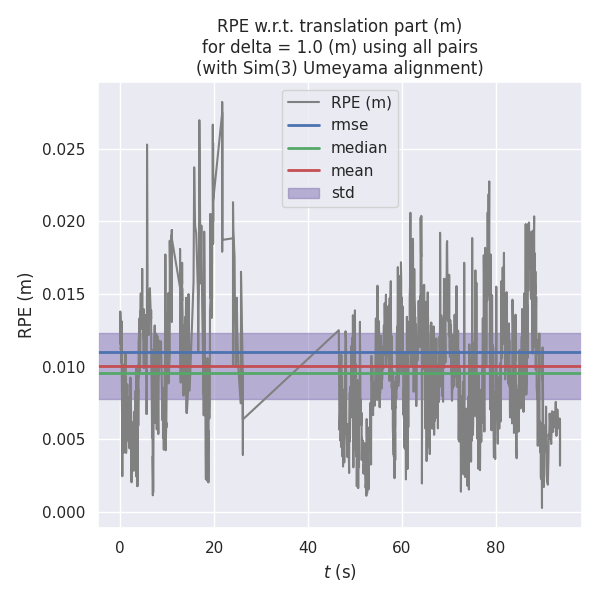 RPE w.r.t. translation part (m)
for delta = 1.0 (m) using all pairs
(with Sim(3) Umeyama alignment)
RPE (m)
rmse
median
mean
std
RPE (m)
0.025
0.020
0.015
0.010
0.005
0.000
0
20
40
60
80
t (s)